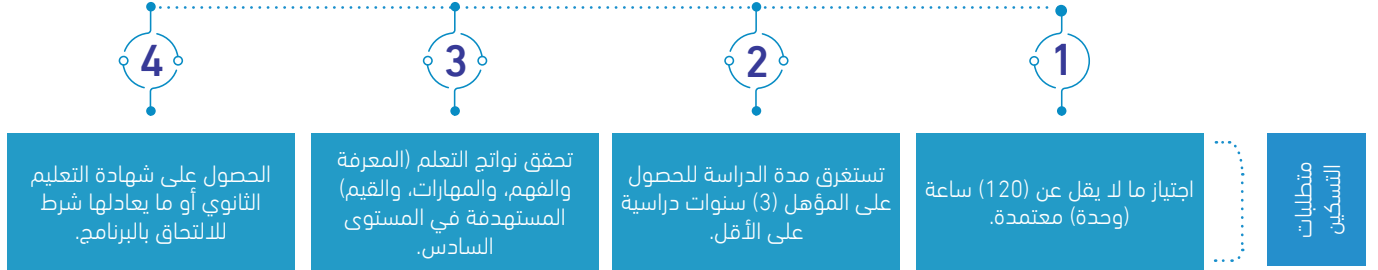 متطلبات
التسكين
1
اجتياز ما لا يقل عن (120) ساعة
(وحدة) معتمدة.
2
تستغرق مدة الدراسة للحصول
على المؤهل (3) سنوات دراسية
على الأقل.
3
تحقق نواتج التعلم (المعرفة
والفهم، والمهارات، والقيم)
المستهدفة في المستوى
السادس.
4
الحصول على شهادة التعليم
الثانوي أو ما يعادلها شرط
للالتحاق بالبرنامج.